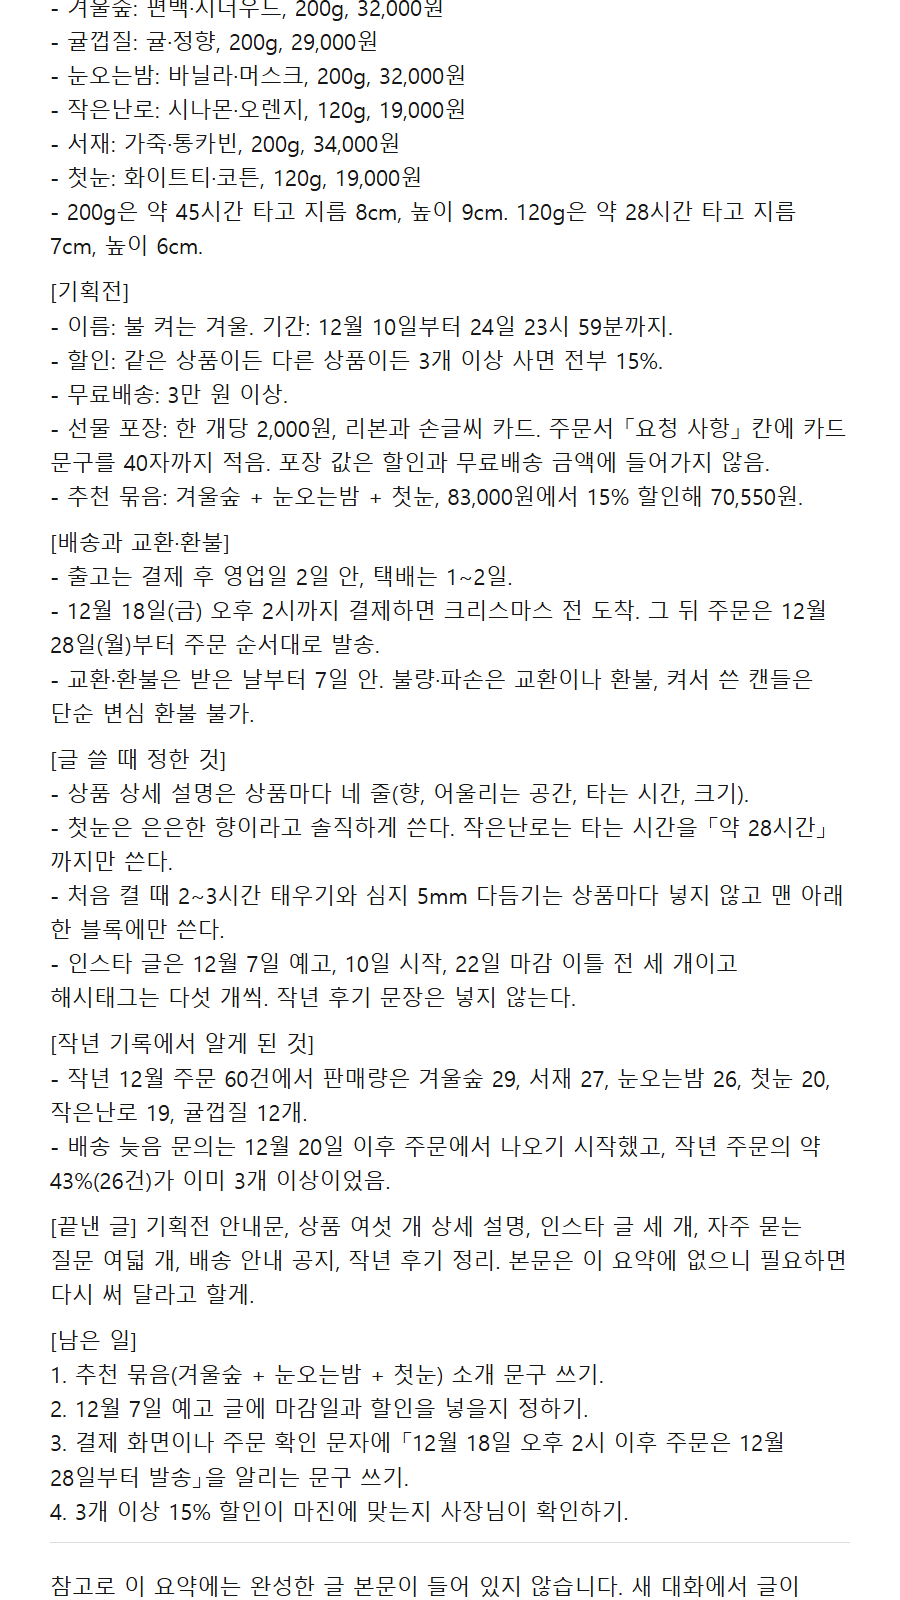 - 겨울숲: 편백·시더우드, 200g, 32,000원
- 귤껍질: 귤·정향, 200g, 29,000원
- 눈오는밤: 바닐라·머스크, 200g, 32,000원
- 작은난로: 시나몬·오렌지, 120g, 19,000원
- 서재: 가죽·통카빈, 200g, 34,000원
- 첫눈: 화이트티·코튼, 120g, 19,000원
- 200g은 약 45시간 타고 지름 8cm, 높이 9cm. 120g은 약 28시간 타고 지름
7cm, 높이 6cm.
[기획전]
- 이름: 불 켜는 겨울. 기간: 12월 10일부터 24일 23시 59분까지.
- 할인: 같은 상품이든 다른 상품이든 3개 이상 사면 전부 15%.
- 무료배송: 3만 원 이상.
- 선물 포장: 한 개당 2,000원, 리본과 손글씨 카드. 주문서 「요청 사항」 칸에 카드
문구를 40자까지 적음. 포장 값은 할인과 무료배송 금액에 들어가지 않음.
- 추천 묶음: 겨울숲 + 눈오는밤 + 첫눈, 83,000원에서 15% 할인해 70,550원.
[배송과 교환·환불]
- 출고는 결제 후 영업일 2일 안, 택배는 1~2일.
- 12월 18일(금) 오후 2시까지 결제하면 크리스마스 전 도착. 그 뒤 주문은 12월
28일(월)부터 주문 순서대로 발송.
- 교환·환불은 받은 날부터 7일 안. 불량·파손은 교환이나 환불, 켜서 쓴 캔들은
단순 변심 환불 불가.
[글 쓸 때 정한 것]
- 상품 상세 설명은 상품마다 네 줄(향, 어울리는 공간, 타는 시간, 크기).
- 첫눈은 은은한 향이라고 솔직하게 쓴다. 작은난로는 타는 시간을 「약 28시간」
까지만 쓴다.
- 처음 켤 때 2~3시간 태우기와 심지 5mm 다듬기는 상품마다 넣지 않고 맨 아래
한 블록에만 쓴다.
- 인스타 글은 12월 7일 예고, 10일 시작, 22일 마감 이틀 전 세 개이고
해시태그는 다섯 개씩. 작년 후기 문장은 넣지 않는다.
[작년 기록에서 알게 된 것]
- 작년 12월 주문 60건에서 판매량은 겨울숲 29, 서재 27, 눈오는밤 26, 첫눈 20,
작은난로 19, 귤껍질 12개.
- 배송 늦음 문의는 12월 20일 이후 주문에서 나오기 시작했고, 작년 주문의 약
43%(26건)가 이미 3개 이상이었음.
[끝낸 글] 기획전 안내문, 상품 여섯 개 상세 설명, 인스타 글 세 개, 자주 묻는
질문 여덟 개, 배송 안내 공지, 작년 후기 정리. 본문은 이 요약에 없으니 필요하면
다시 써 달라고 할게.
[남은 일]
1. 추천 묶음(겨울숲 + 눈오는밤 + 첫눈) 소개 문구 쓰기.
2. 12월 7일 예고 글에 마감일과 할인을 넣을지 정하기.
3. 결제 화면이나 주문 확인 문자에 「12월 18일 오후 2시 이후 주문은 12월
28일부터 발송」을 알리는 문구 쓰기.
4. 3개 이상 15% 할인이 마진에 맞는지 사장님이 확인하기.
참고로 이 요약에는 완성한 글 본문이 들어 있지 않습니다. 새 대화에서 글이